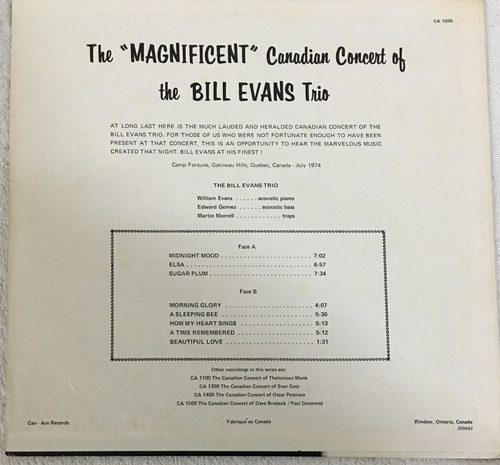 CA 1200
The "MAGNIFICENT" Canadian Concert of
the BILL EVANS Trio
AT LONG LAST HERE IS THE MUCH LAUDED AND HERALDED CANADIAN CONCERT OF THE
BILL EVANS TRIO. FOR THOSE OF US WHO WERE NOT FORTUNATE ENOUGH TO HAVE BEEN
PRESENT AT THAT CONCERT, THIS IS AN OPPORTUNITY TO HEAR THE MARVELOUS MUSIC
CREATED THAT NIGHT. BILL EVANS AT HIS FINEST !
Camp Fortune, Gatineau Hills, Quebec, Canada - July 1974
THE BILL EVANS TRIO
William Evans . . . . . . acoustic piano
Edward Gomez . . . . . . acoustic bass
Martin Morrell . . . . . . . . . . . . traps
Face A
MIDNIGHT MOOD . . . . . . . . . . . . . . . . . . . . . . . 7:02
ELSA . . . . . . . . . . . . . . . . . . . . . . . . . . . . . . . . 6:57
SUGAR PLUM . . . . . . . . . . . . . . . . . . . . . . . . . . 7:34
Face B
MORNING GLORY . . . . . . . . . . . . . . . . . . . . . . 4:07
A SLEEPING BEE . . . . . . . . . . . . . . . . . . . . . . . 5:36
HOW MY HEART SINGS . . . . . . . . . . . . . . . . . . 5:13
A TIME REMEMBERED . . . . . . . . . . . . . . . . . . . 5:12
BEAUTIFUL LOVE . . . . . . . . . . . . . . . . . . . . . . 1:31
Other recordings in this series are:
CA 1100 The Canadian Concert of Thelonious Monk
CA 1300 The Canadian Concert of Stan Getz
CA 1400 The Canadian Concert of Oscar Peterson
CA 1500 The Canadian Concert of Dave Brubeck / Paul Desmond
Can - Am Records
Fabriqué au Canada
Windsor, Ontario, Canada
309043